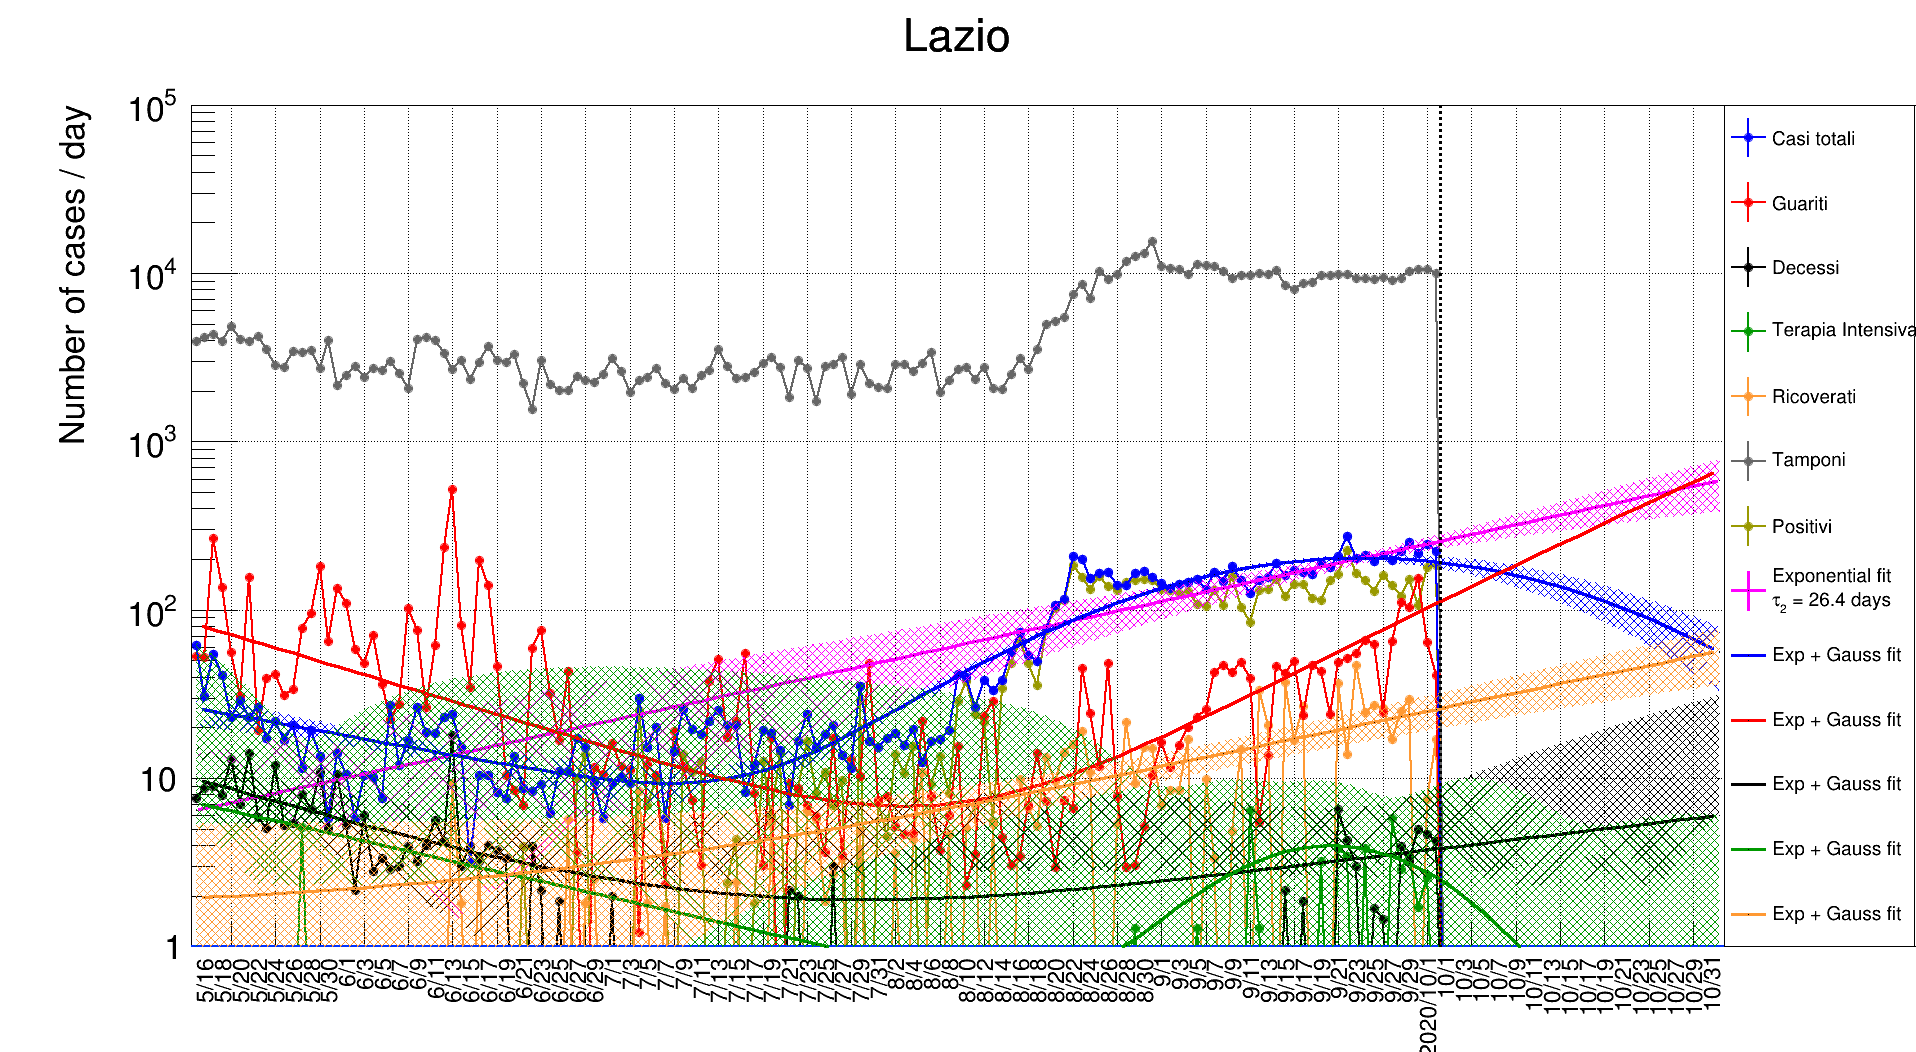 Lazio
Number of cases / day
10⁵
10⁴
10³
10²
10
1
Casi totali
Guariti
Decessi
Terapia Intensiva
Ricoverati
Tamponi
Positivi
Exponential fit
τ₂ = 26.4 days
Exp + Gauss fit
Exp + Gauss fit
Exp + Gauss fit
Exp + Gauss fit
Exp + Gauss fit
5/16 5/18 5/20 5/22 5/24 5/26 5/28 5/30 6/1 6/3 6/5 6/7 6/9 6/11 6/13 6/15 6/17 6/19 6/21 6/23 6/25 6/27 6/29 7/1 7/3 7/5 7/7 7/9 7/11 7/13 7/15 7/17 7/19 7/21 7/23 7/25 7/27 7/29 7/31 8/2 8/4 8/6 8/8 8/10 8/12 8/14 8/16 8/18 8/20 8/22 8/24 8/26 8/28 8/30 9/1 9/3 9/5 9/7 9/9 9/11 9/13 9/15 9/17 9/19 9/21 9/23 9/25 9/27 9/29 2020/10/1 10/1 10/3 10/5 10/7 10/9 10/11 10/13 10/15 10/17 10/19 10/21 10/23 10/25 10/27 10/29 10/31